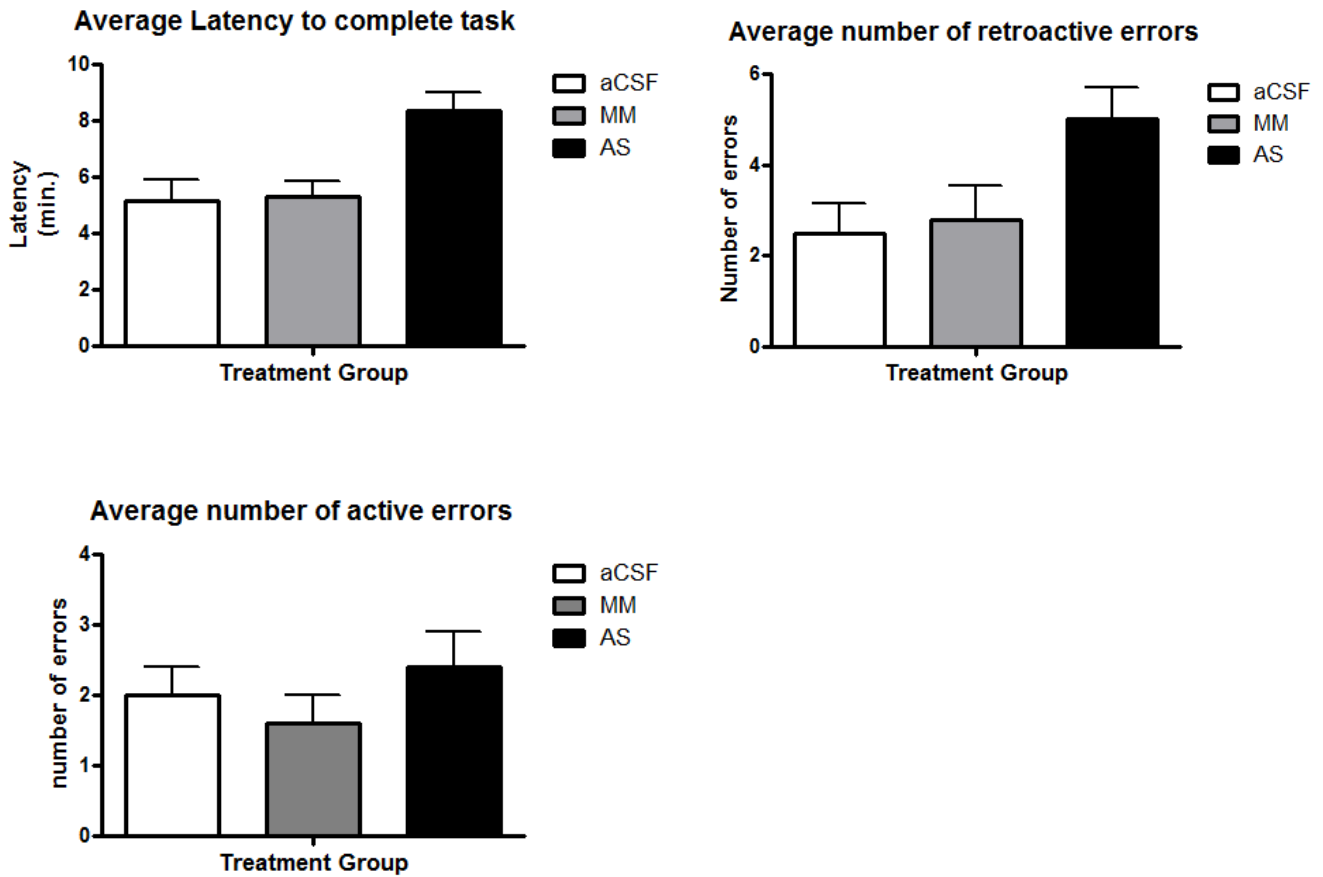 Average Latency to complete task
10
8
6
4
2
0
Latency
(min.)
Treatment Group
aCSF
MM
AS
Average number of retroactive errors
6
4
2
0
Number of errors
Treatment Group
aCSF
MM
AS
Average number of active errors
4
3
2
1
0
number of errors
Treatment Group
aCSF
MM
AS